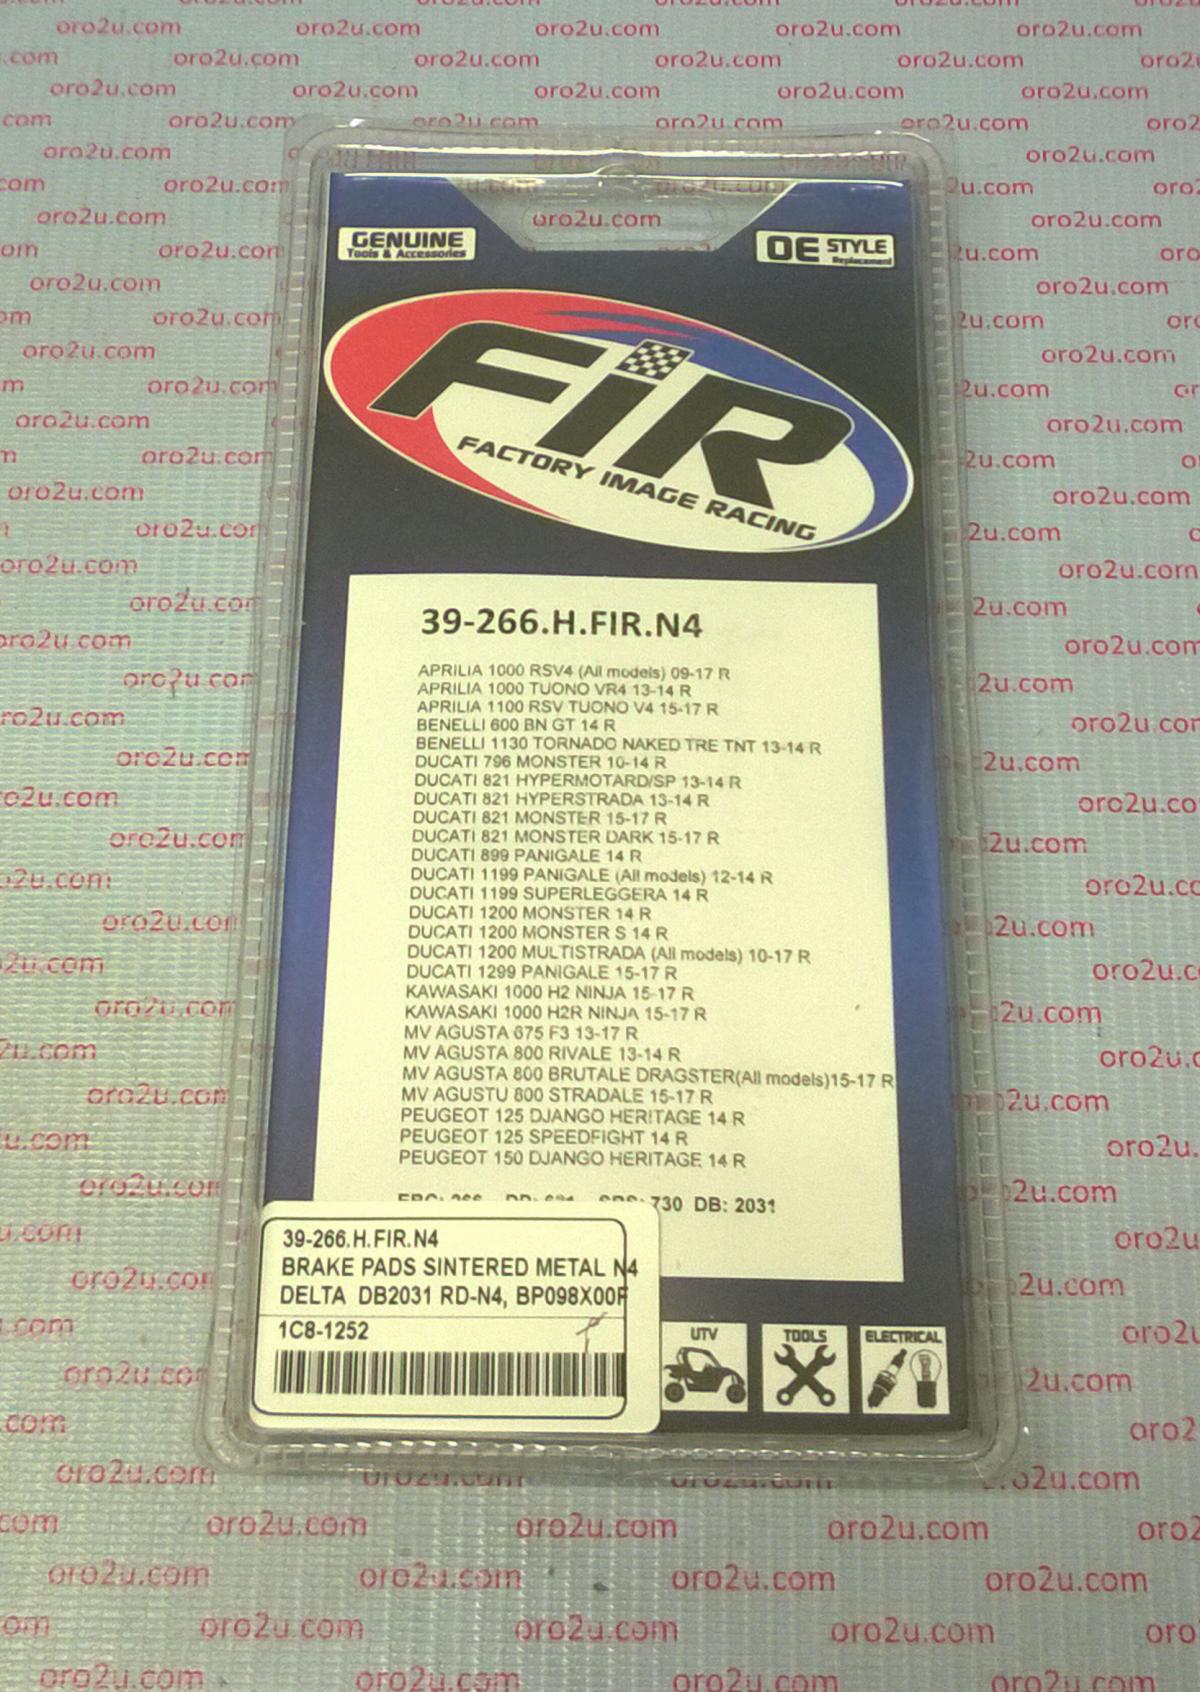 GENUINE
Tools & Accessories
OE STYLE
Replacement
FiR
FACTORY IMAGE RACING
39-266.H.FIR.N4
APRILIA 1000 RSV4 (All models) 09-17 R
APRILIA 1000 TUONO VR4 13-14 R
APRILIA 1100 RSV TUONO V4 15-17 R
BENELLI 600 BN GT 14 R
BENELLI 1130 TORNADO NAKED TRE TNT 13-14 R
DUCATI 796 MONSTER 10-14 R
DUCATI 821 HYPERMOTARD/SP 13-14 R
DUCATI 821 HYPERSTRADA 13-14 R
DUCATI 821 MONSTER 15-17 R
DUCATI 821 MONSTER DARK 15-17 R
DUCATI 899 PANIGALE 14 R
DUCATI 1199 PANIGALE (All models) 12-14 R
DUCATI 1199 SUPERLEGGERA 14 R
DUCATI 1200 MONSTER 14 R
DUCATI 1200 MONSTER S 14 R
DUCATI 1200 MULTISTRADA (All models) 10-17 R
DUCATI 1299 PANIGALE 15-17 R
KAWASAKI 1000 H2 NINJA 15-17 R
KAWASAKI 1000 H2R NINJA 15-17 R
MV AGUSTA 675 F3 13-17 R
MV AGUSTA 800 RIVALE 13-14 R
MV AGUSTA 800 BRUTALE DRAGSTER(All models)15-17 R
MV AGUSTU 800 STRADALE 15-17 R
PEUGEOT 125 DJANGO HERITAGE 14 R
PEUGEOT 125 SPEEDFIGHT 14 R
PEUGEOT 150 DJANGO HERITAGE 14 R
730 DB: 2031
39-266.H.FIR.N4
BRAKE PADS SINTERED METAL N4
DELTA DB2031 RD-N4, BP098X00F
1C8-1252
UTV
TOOLS
ELECTRICAL
oro2u.com